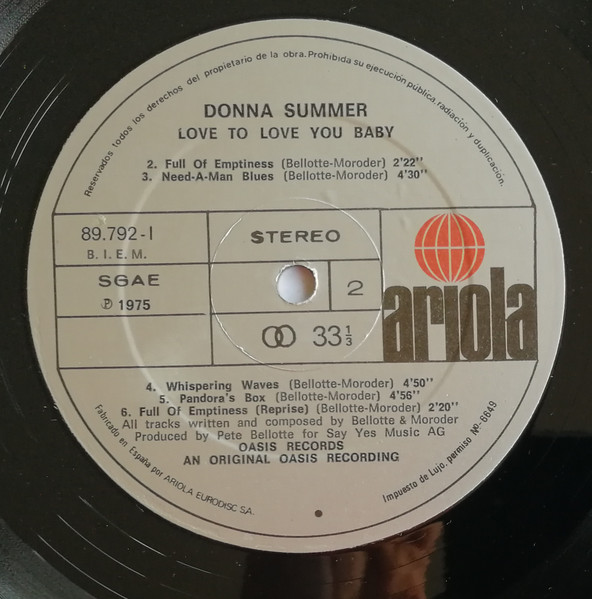 Reservados todos los derechos del propietario de la obra. Prohibida su ejecución pública, radiación y duplicación.
DONNA SUMMER
LOVE TO LOVE YOU BABY
2. Full Of Emptiness (Bellotte-Moroder) 2'22"
3. Need-A-Man Blues (Bellotte-Moroder) 4'30"
89.792-I
B. I. E. M.
STEREO
SGAE
℗ 1975
2
ariola
33 1/3
4. Whispering Waves (Bellotte-Moroder) 4'50"
5. Pandora's Box (Bellotte-Moroder) 4'56"
6. Full Of Emptiness (Reprise) (Bellotte-Moroder) 2'20"
All tracks written and composed by Bellotte & Moroder
Produced by Pete Bellotte for Say Yes Music AG
OASIS RECORDS
AN ORIGINAL OASIS RECORDING
Fabricado en España por ARIOLA EURODISC S.A.
Impuesto de Lujo, permiso Nº 6649